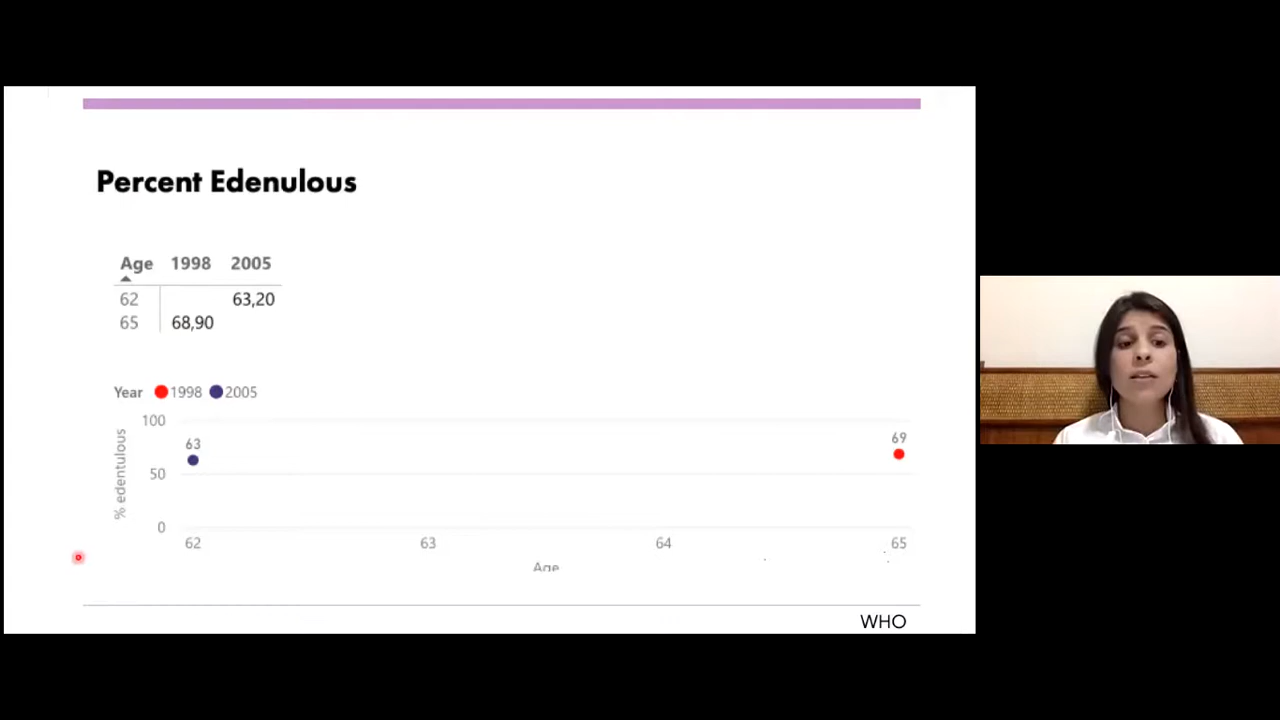 Percent Edenulous
Age 1998 2005
62 63,20
65 68,90
Year 1998 2005
100
63
69
% edentulous
50
0
62 63 64 65
Age
WHO